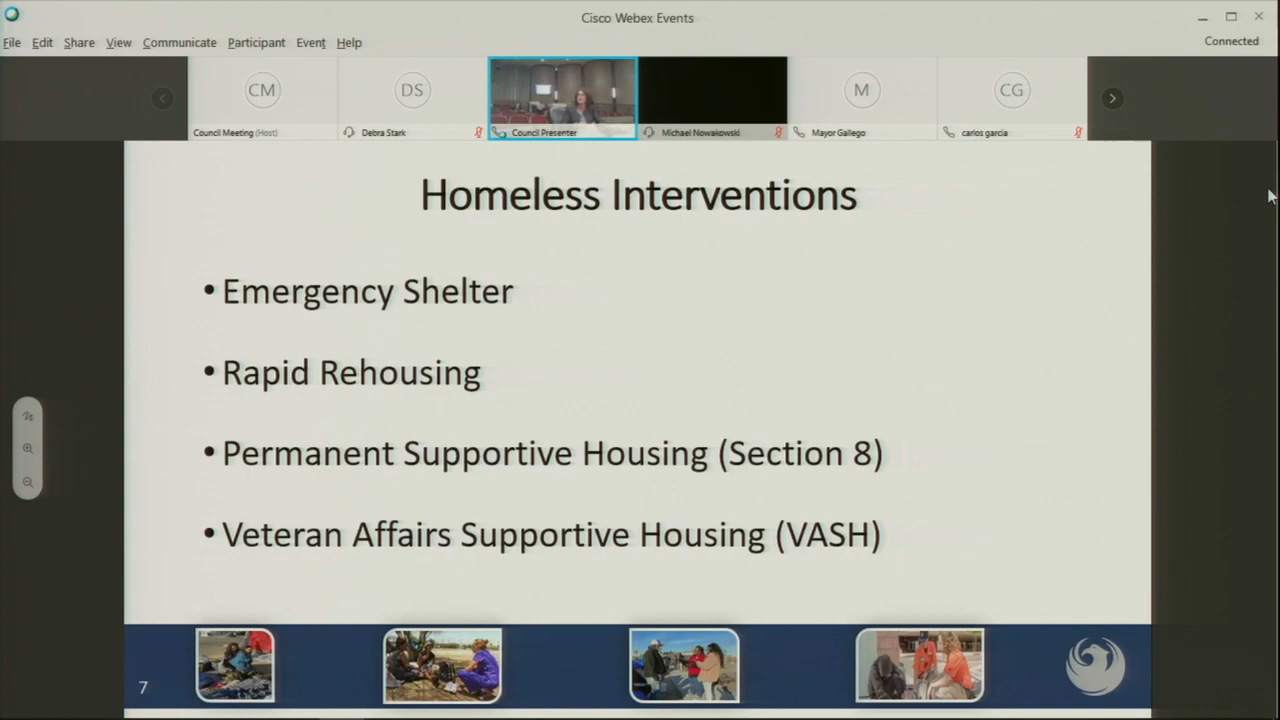 Cisco Webex Events
File Edit Share View Communicate Participant Event Help
Connected
CM
DS
M
CG
Council Meeting (Host)
Debra Stark
Council Presenter
Michael Nowakowski
Mayor Gallego
carlos garcia
Homeless Interventions
• Emergency Shelter
• Rapid Rehousing
• Permanent Supportive Housing (Section 8)
• Veteran Affairs Supportive Housing (VASH)
7